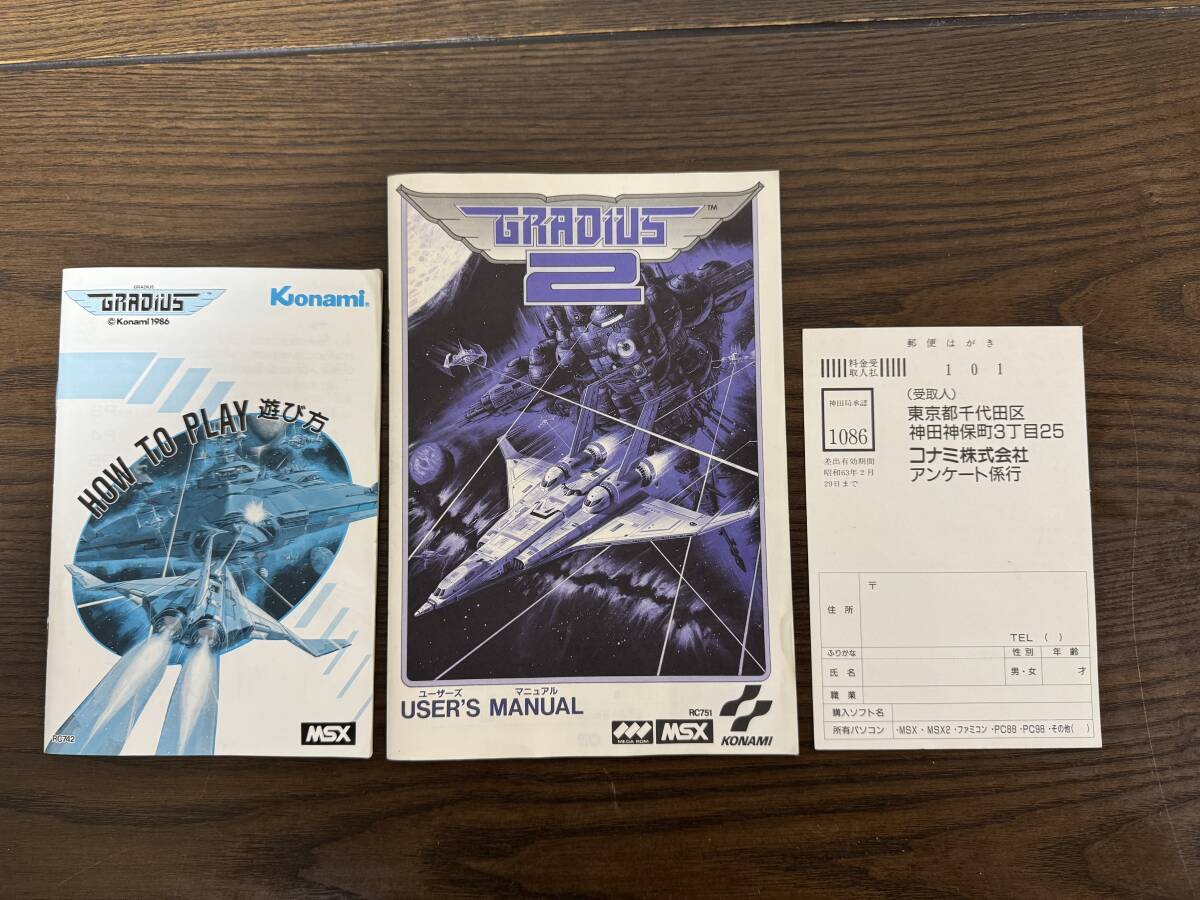 GRADIUS
GRADIUS™
©Konami 1986
Konami®
HOW TO PLAY 遊び方
RC742
MSX
GRADIUS™
2
ユーザーズ マニュアル
USER'S MANUAL
RC751
MEGA ROM
MSX
KONAMI
郵便はがき
料金受
取人払
101
神田局承認
1086
差出有効期間
昭和63年2月
29日まで
(受取人)
東京都千代田区
神田神保町3丁目25
コナミ株式会社
アンケート係行
住所
〒
TEL ( )
ふりがな
性別 年齢
氏名
男・女 才
職業
購入ソフト名
所有パソコン ・MSX・MSX2・ファミコン・PC88・PC98・その他( )